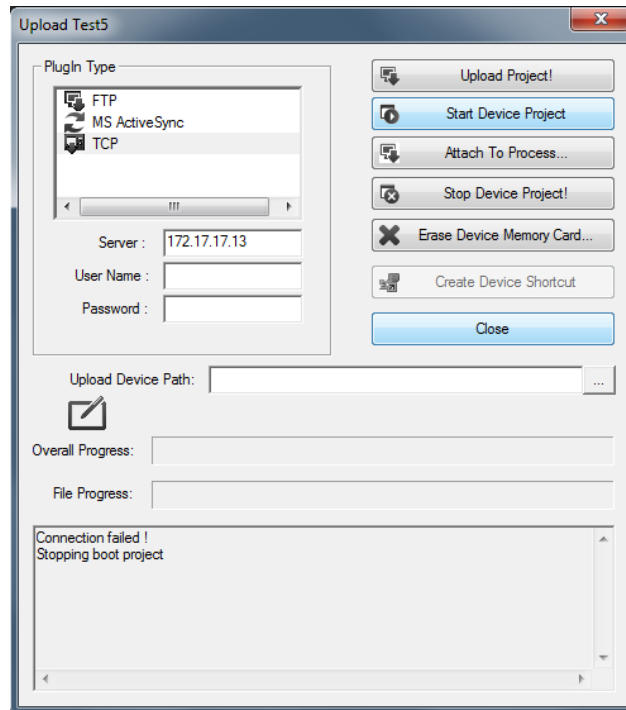 Upload Test5
PlugIn Type
FTP
MS ActiveSync
TCP
Server :
172.17.17.13
User Name :
Password :
Upload Project!
Start Device Project
Attach To Process...
Stop Device Project!
Erase Device Memory Card...
Create Device Shortcut
Close
Upload Device Path:
...
Overall Progress:
File Progress:
Connection failed !
Stopping boot project